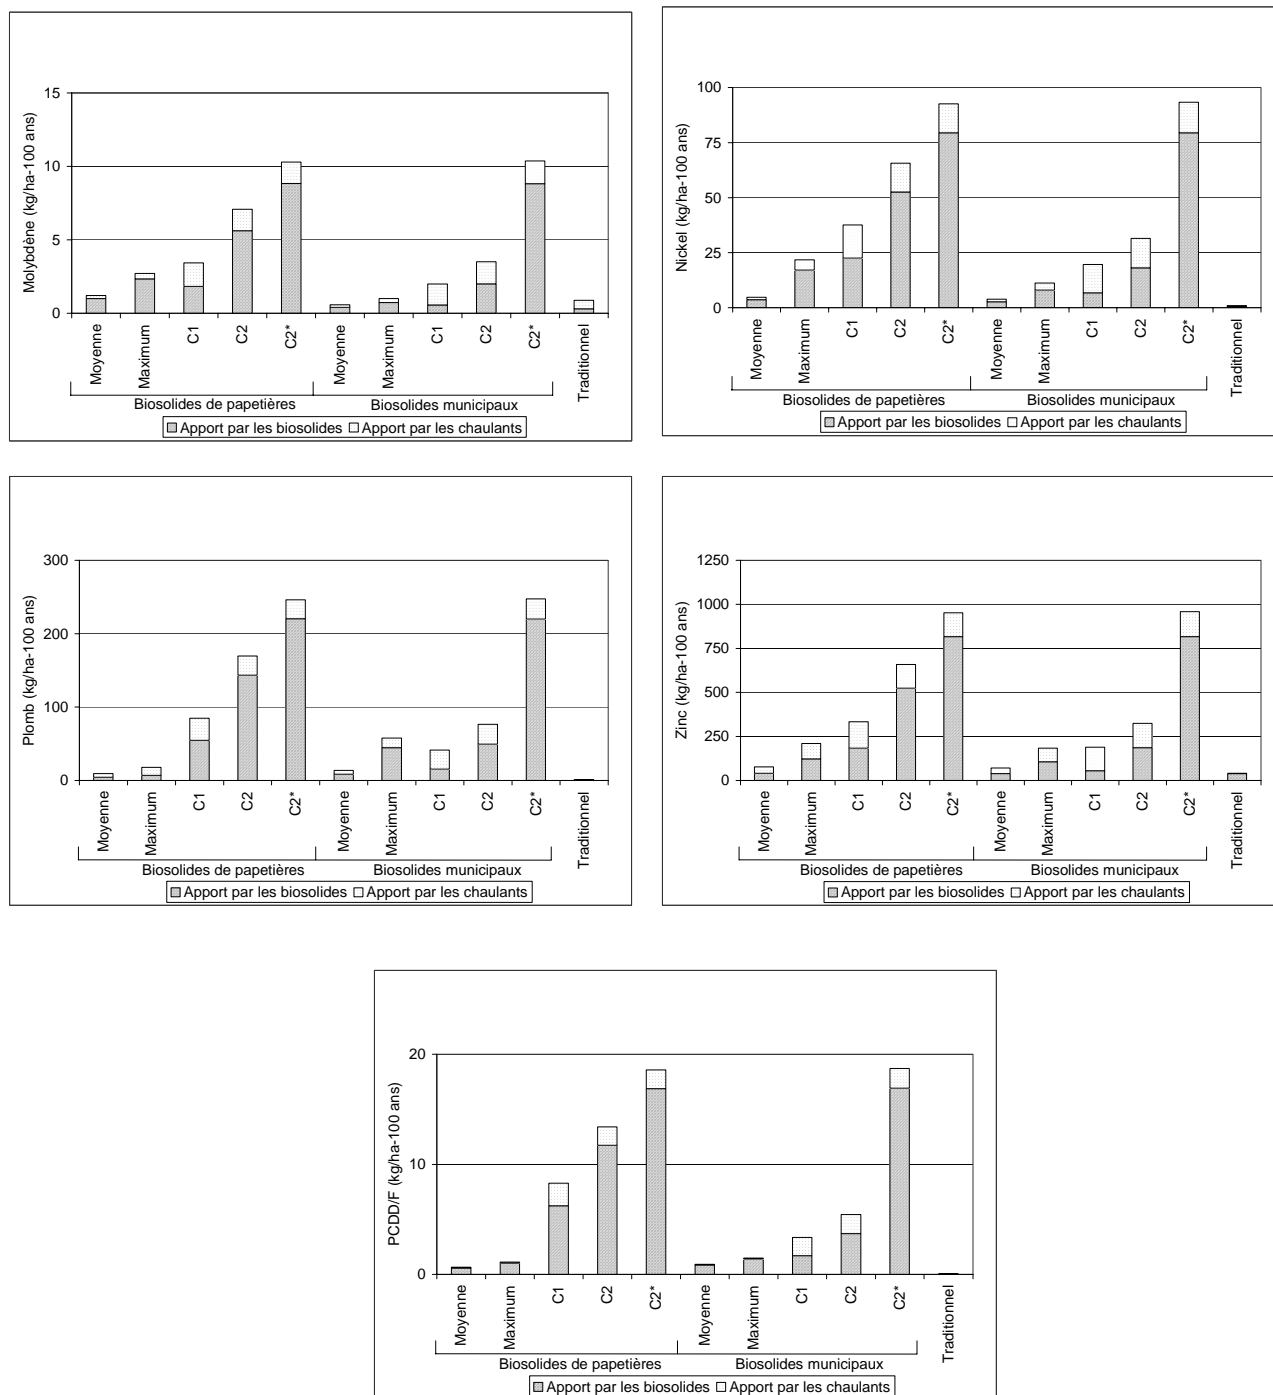 Molybdène (kg/ha-100 ans)
15
10
5
0
Moyenne
Maximum
C1
C2
C2*
Moyenne
Maximum
C1
C2
C2*
Traditionnel
Biosolides de papetières
Biosolides municipaux
Apport par les biosolides
Apport par les chaulants
Nickel (kg/ha-100 ans)
100
75
50
25
0
Moyenne
Maximum
C1
C2
C2*
Moyenne
Maximum
C1
C2
C2*
Traditionnel
Biosolides de papetières
Biosolides municipaux
Apport par les biosolides
Apport par les chaulants
Plomb (kg/ha-100 ans)
300
200
100
0
Moyenne
Maximum
C1
C2
C2*
Moyenne
Maximum
C1
C2
C2*
Traditionnel
Biosolides de papetières
Biosolides municipaux
Apport par les biosolides
Apport par les chaulants
Zinc (kg/ha-100 ans)
1250
1000
750
500
250
0
Moyenne
Maximum
C1
C2
C2*
Moyenne
Maximum
C1
C2
C2*
Traditionnel
Biosolides de papetières
Biosolides municipaux
Apport par les biosolides
Apport par les chaulants
PCDD/F (kg/ha-100 ans)
20
10
0
Moyenne
Maximum
C1
C2
C2*
Moyenne
Maximum
C1
C2
C2*
Traditionnel
Biosolides de papetières
Biosolides municipaux
Apport par les biosolides
Apport par les chaulants